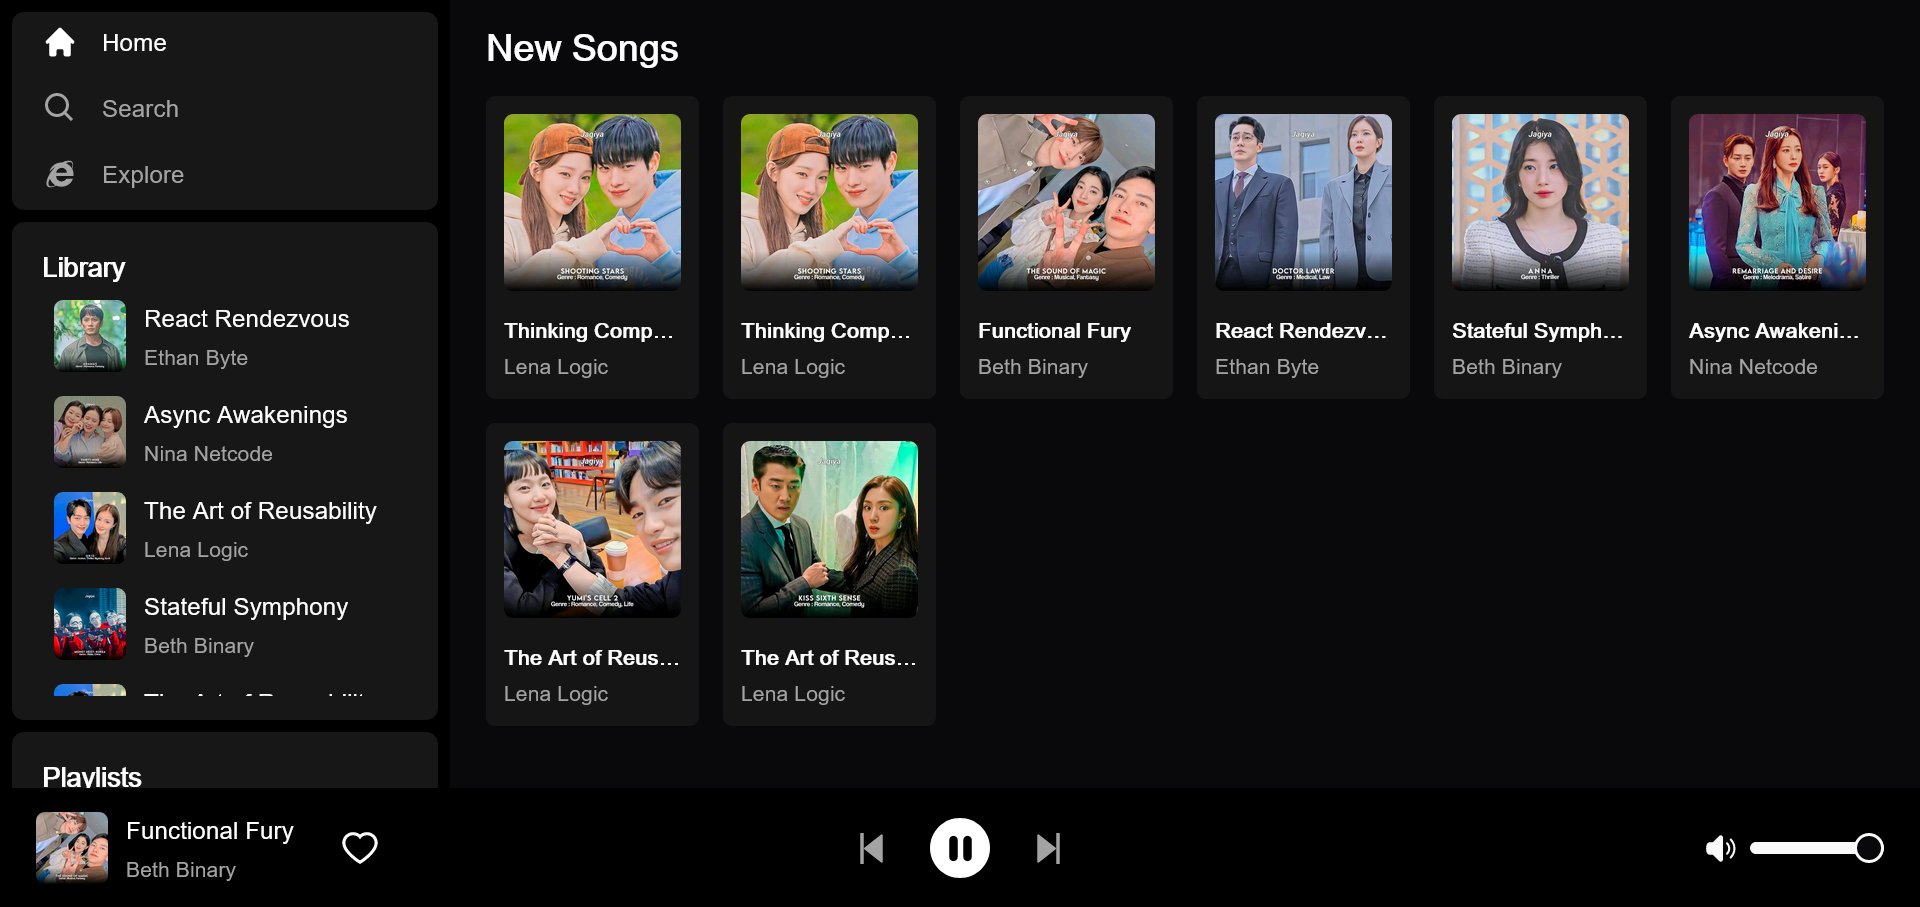 Home
Search
Explore
Library
React Rendezvous
Ethan Byte
Async Awakenings
Nina Netcode
The Art of Reusability
Lena Logic
Stateful Symphony
Beth Binary
Playlists
New Songs
Jagiya
SHOOTING STARS
Genre : Romance, Comedy
Thinking Comp...
Lena Logic
Jagiya
SHOOTING STARS
Genre : Romance, Comedy
Thinking Comp...
Lena Logic
Jagiya
THE SOUND OF MAGIC
Genre : Musical, Fantasy
Functional Fury
Beth Binary
Jagiya
DOCTOR LAWYER
Genre : Medical, Law
React Rendezv...
Ethan Byte
Jagiya
ANNA
Genre : Thriller
Stateful Symph...
Beth Binary
Jagiya
REMARRIAGE AND DESIRE
Genre : Melodrama, Satire
Async Awakeni...
Nina Netcode
Jagiya
YUMI'S CELL 2
Genre : Romance, Comedy, Life
The Art of Reus...
Lena Logic
Jagiya
KISS SIXTH SENSE
Genre : Romance, Comedy
The Art of Reus...
Lena Logic
Functional Fury
Beth Binary